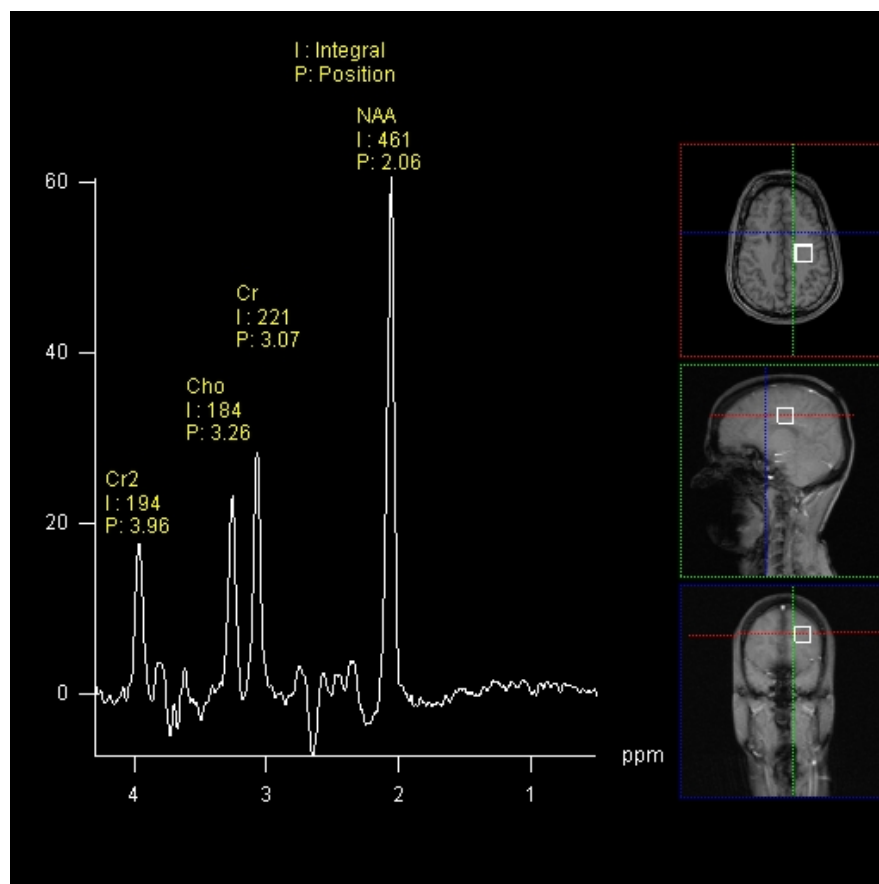 I : Integral
P: Position
NAA
I : 461
P: 2.06
60
Cr
I : 221
P: 3.07
40
Cho
I : 184
P: 3.26
Cr2
I : 194
P: 3.96
20
0
ppm
4 3 2 1